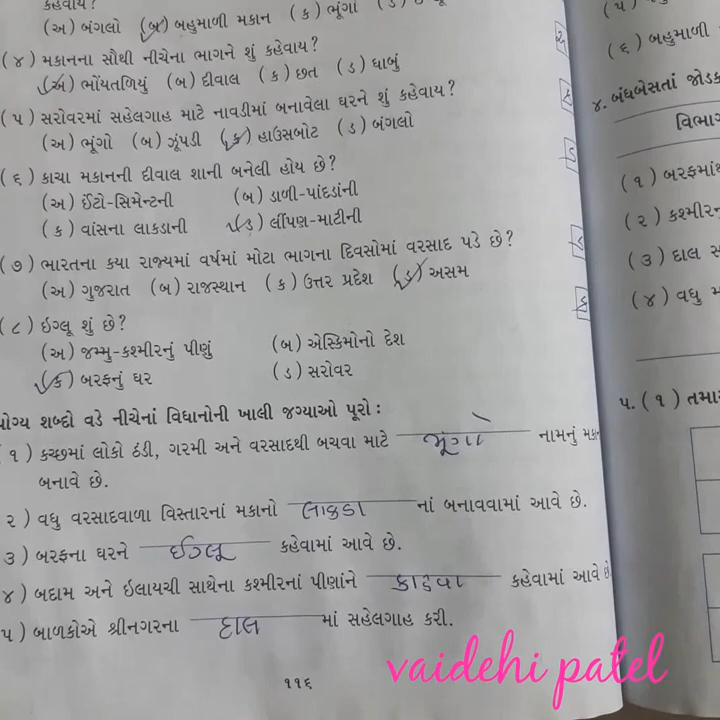 કહેવાય?
(અ) બંગલો (બ) બહુમાળી મકાન (ક) ભૂંગો
(૪) મકાનના સૌથી નીચેના ભાગને શું કહેવાય?
(અ) ભોંયતળિયું (બ) દીવાલ (ક) છત (ડ) ધાબું
(૫) સરોવરમાં સહેલગાહ માટે નાવડીમાં બનાવેલા ઘરને શું કહેવાય?
(અ) ભૂંગો (બ) ઝૂંપડી (ક) હાઉસબોટ (ડ) બંગલો
(૬) કાચા મકાનની દીવાલ શાની બનેલી હોય છે?
(અ) ઈંટો-સિમેન્ટની (બ) ડાળી-પાંદડાંની
(ક) વાંસના લાકડાની (ડ) લીંપણ-માટીની
(૭) ભારતના કયા રાજ્યમાં વર્ષમાં મોટા ભાગના દિવસોમાં વરસાદ પડે છે?
(અ) ગુજરાત (બ) રાજસ્થાન (ક) ઉત્તર પ્રદેશ (ડ) અસમ
(૮) ઇગ્લૂ શું છે?
(અ) જમ્મુ-કશ્મીરનું પીણું (બ) એસ્કિમોનો દેશ
(ક) બરફનું ઘર (ડ) સરોવર
યોગ્ય શબ્દો વડે નીચેનાં વિધાનોની ખાલી જગ્યાઓ પૂરો :
૧) કચ્છમાં લોકો ઠંડી, ગરમી અને વરસાદથી બચવા માટે ભૂંગો નામનું મકાન
બનાવે છે.
૨) વધુ વરસાદવાળા વિસ્તારનાં મકાનો લાકડા નાં બનાવવામાં આવે છે.
૩) બરફના ઘરને ઈગ્લૂ કહેવામાં આવે છે.
૪) બદામ અને ઇલાયચી સાથેના કશ્મીરનાં પીણાંને કાહવા કહેવામાં આવે છે
૫) બાળકોએ શ્રીનગરના દાલ માં સહેલગાહ કરી.
૧૧૬
(૫)
(૬) બહુમાળી
૪. બંધબેસતાં જોડક
વિભાગ
(૧) બરફમાંથ
(૨) કશ્મીરનુ
(૩) દાલ સ
(૪) વધુ મ
૫. (૧) તમાર
vaidehi patel